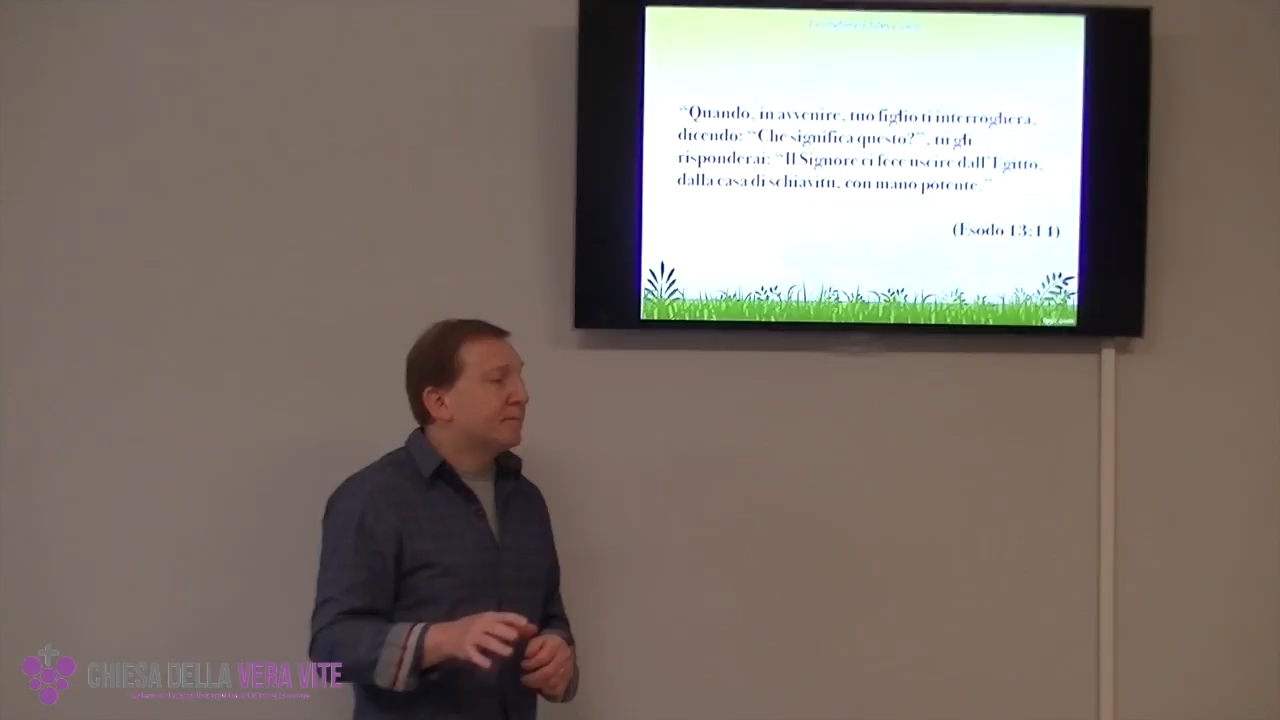 “Quando, in avvenire, tuo figlio ti interrogherà,
dicendo: “Che significa questo?”, tu gli
risponderai: “Il Signore ci fece uscire dall’Egitto,
dalla casa di schiavitù, con mano potente.”
(Esodo 13:14)
CHIESA DELLA VERA VITE